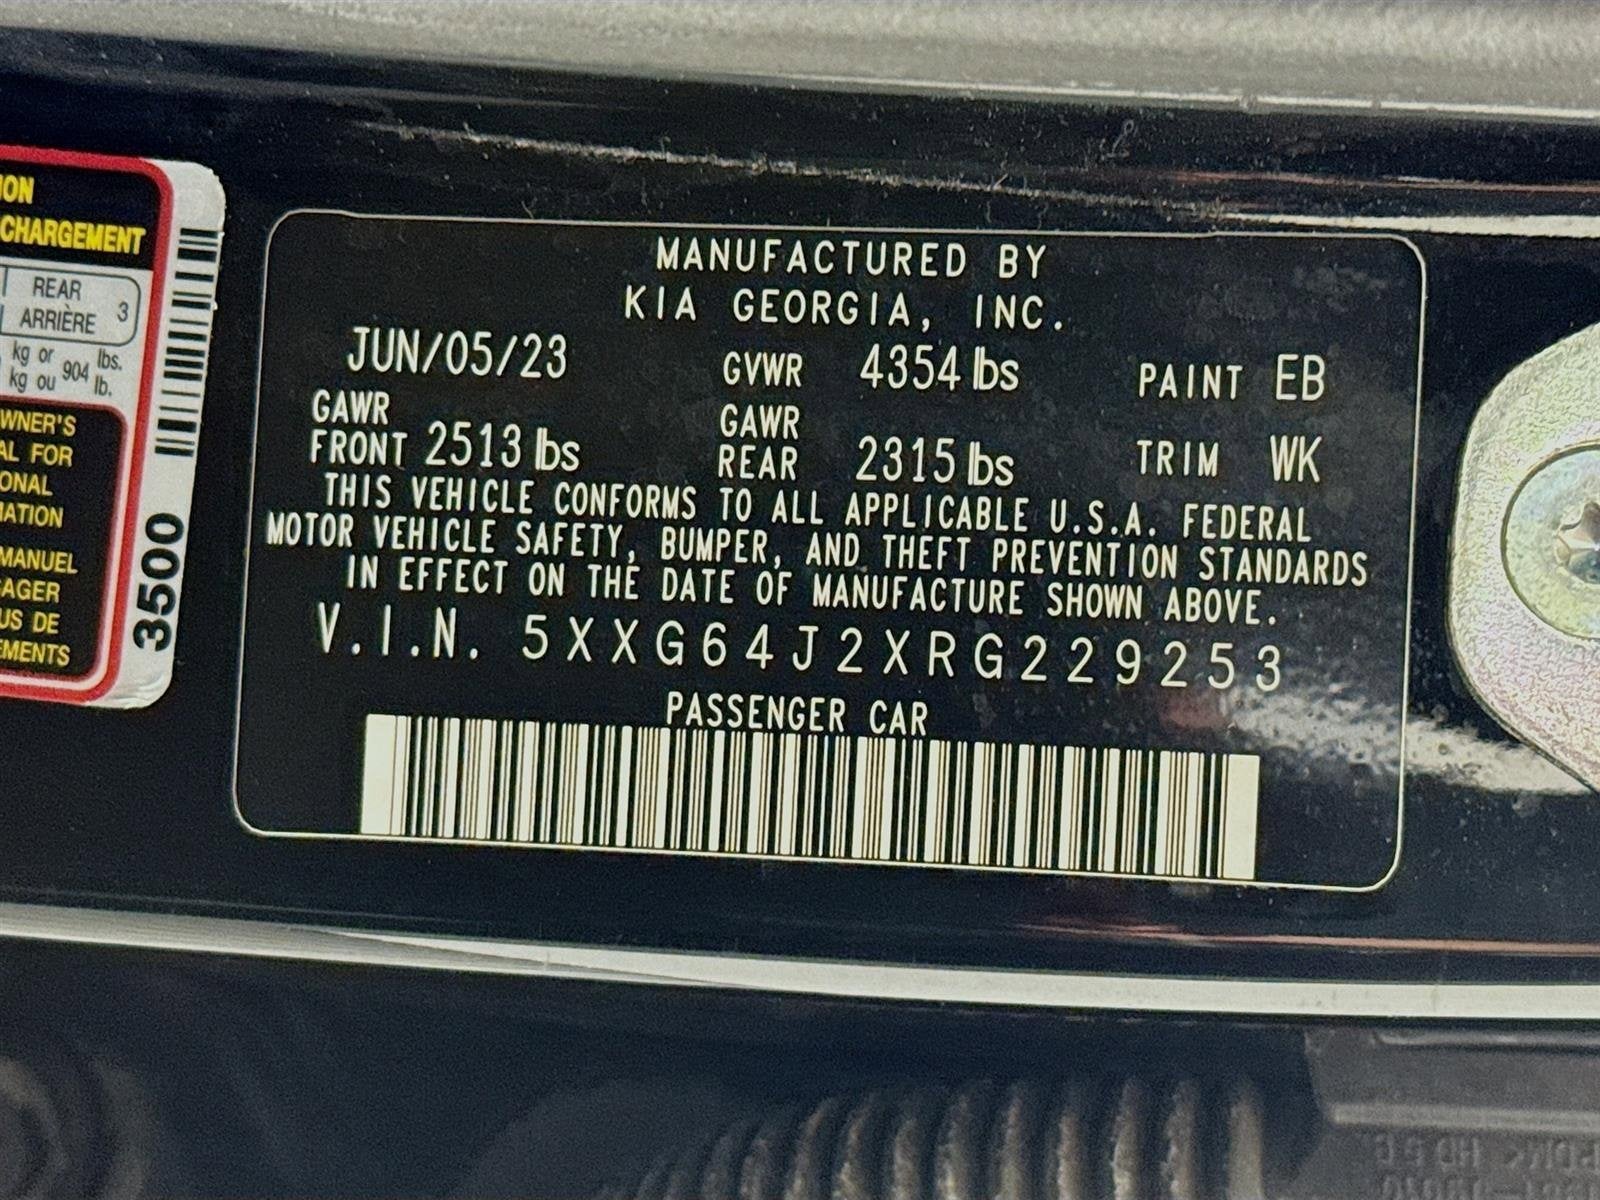 ION
CHARGEMENT
REAR
ARRIÈRE
3
kg or 904 lbs.
kg ou lb.
WNER'S
AL FOR
ONAL
MATION
MANUEL
AGER
US DE
EMENTS
3500
MANUFACTURED BY
KIA GEORGIA, INC.
JUN/05/23 GVWR 4354 lbs PAINT EB
GAWR GAWR
FRONT 2513 lbs REAR 2315 lbs TRIM WK
THIS VEHICLE CONFORMS TO ALL APPLICABLE U.S.A. FEDERAL
MOTOR VEHICLE SAFETY, BUMPER, AND THEFT PREVENTION STANDARDS
IN EFFECT ON THE DATE OF MANUFACTURE SHOWN ABOVE.
V.I.N. 5XXG64J2XRG229253
PASSENGER CAR